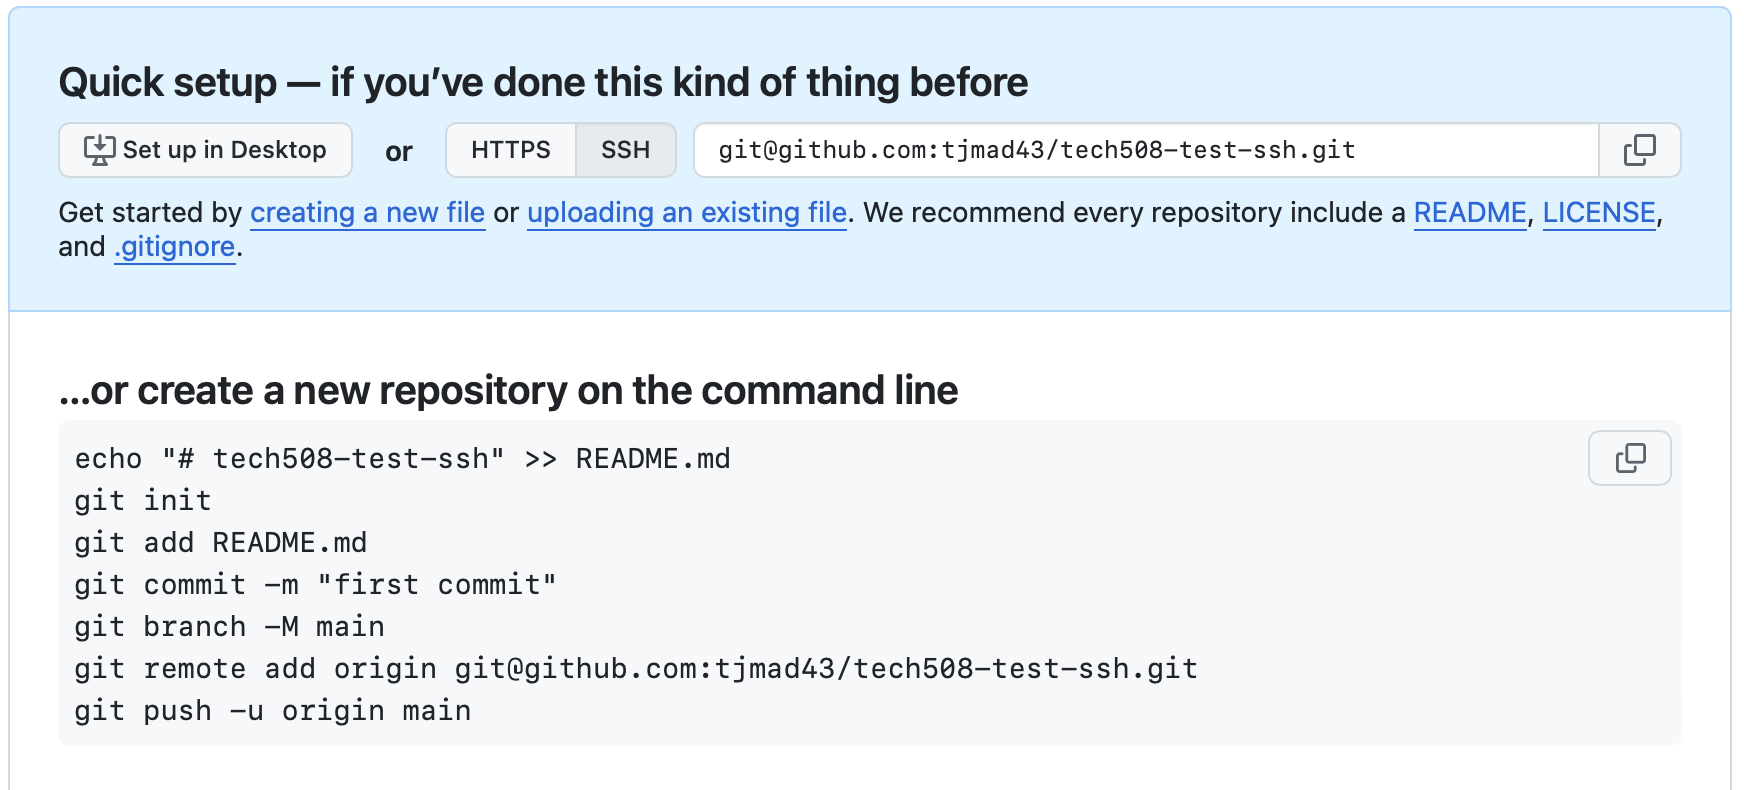 Quick setup — if you’ve done this kind of thing before
Set up in Desktop or HTTPS SSH git@github.com:tjmad43/tech508-test-ssh.git
Get started by creating a new file or uploading an existing file. We recommend every repository include a README, LICENSE,
and .gitignore.
...or create a new repository on the command line
echo "# tech508-test-ssh" >> README.md
git init
git add README.md
git commit -m "first commit"
git branch -M main
git remote add origin git@github.com:tjmad43/tech508-test-ssh.git
git push -u origin main